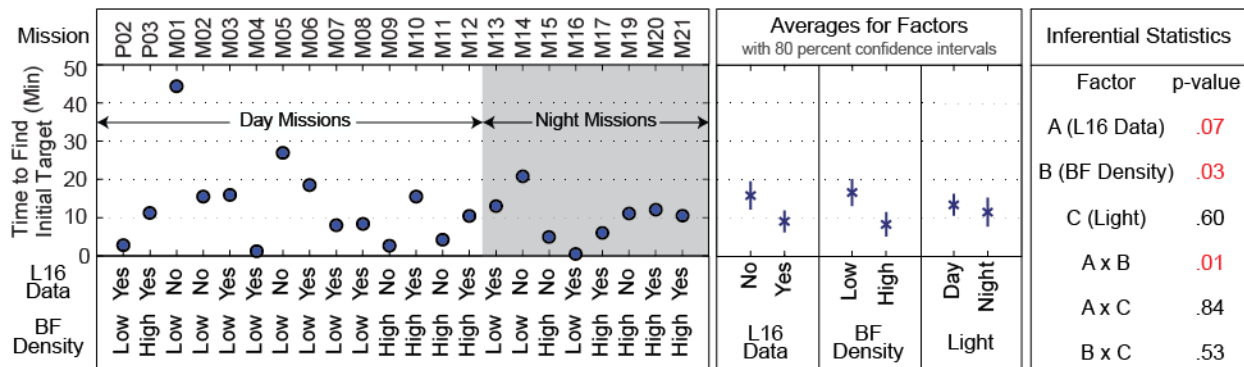 Mission P02 P03 M01 M02 M03 M04 M05 M06 M07 M08 M09 M10 M11 M12 M13 M14 M15 M16 M17 M19 M20 M21
Time to Find (Min)
Initial Target
50
40
30
20
10
0
Day Missions Night Missions
L16 Data Yes Yes No No Yes Yes No Yes Yes Yes No Yes No Yes Yes No No Yes Yes No Yes Yes
BF Density Low High Low Low Low Low Low Low Low Low High High High High Low Low High Low High High High High
Averages for Factors
with 80 percent confidence intervals
No Yes Low High Day Night
L16 Data BF Density Light
Inferential Statistics
Factor p-value
A (L16 Data) .07
B (BF Density) .03
C (Light) .60
A x B .01
A x C .84
B x C .53